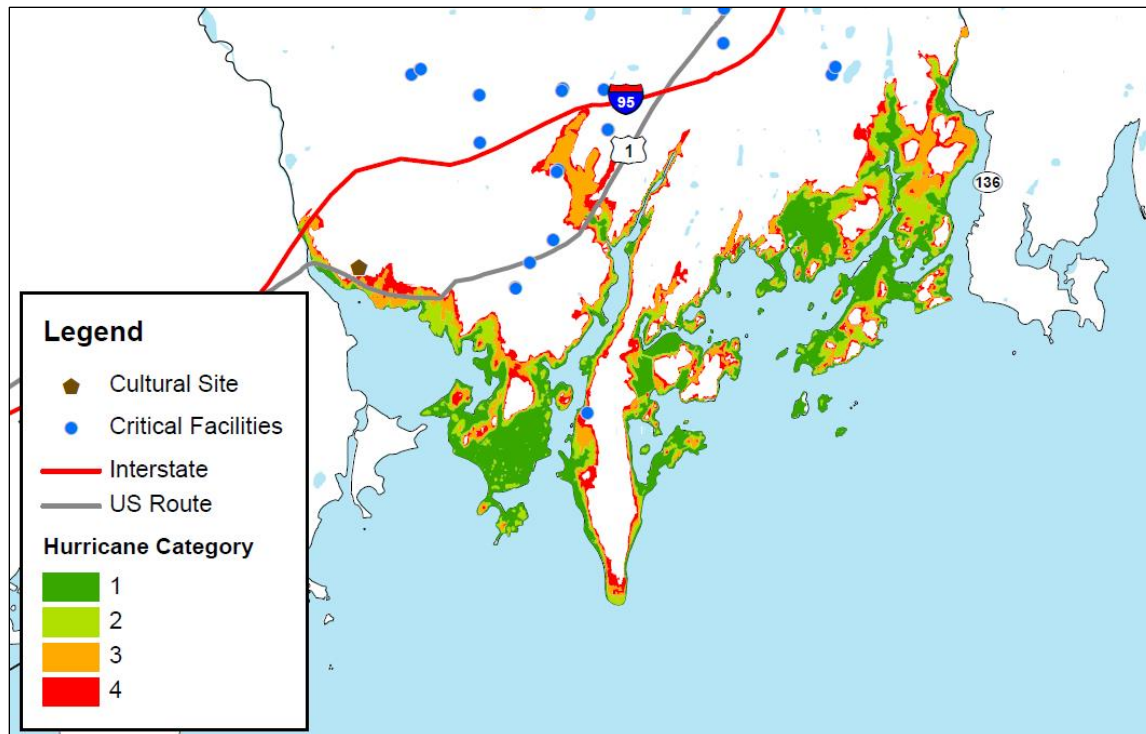 95
1
136
Legend
Cultural Site
Critical Facilities
Interstate
US Route
Hurricane Category
1
2
3
4